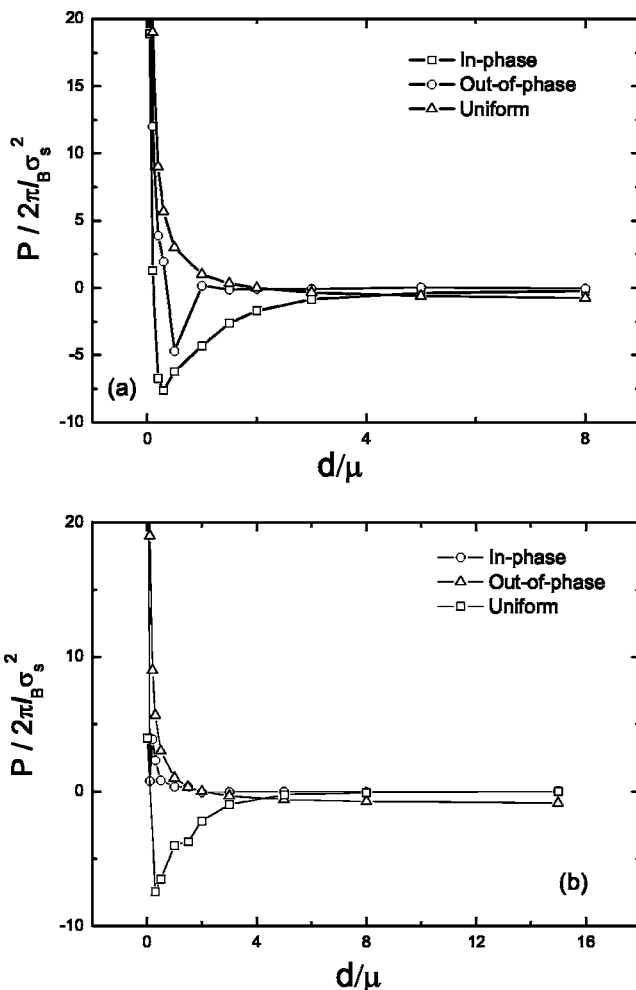 20
15
10
5
0
-5
-10
P / 2πl_Bσ_s^2
In-phase
Out-of-phase
Uniform
(a)
0
4
8
d/μ
20
10
0
-10
P / 2πl_Bσ_s^2
In-phase
Out-of-phase
Uniform
(b)
0
4
8
12
16
d/μ